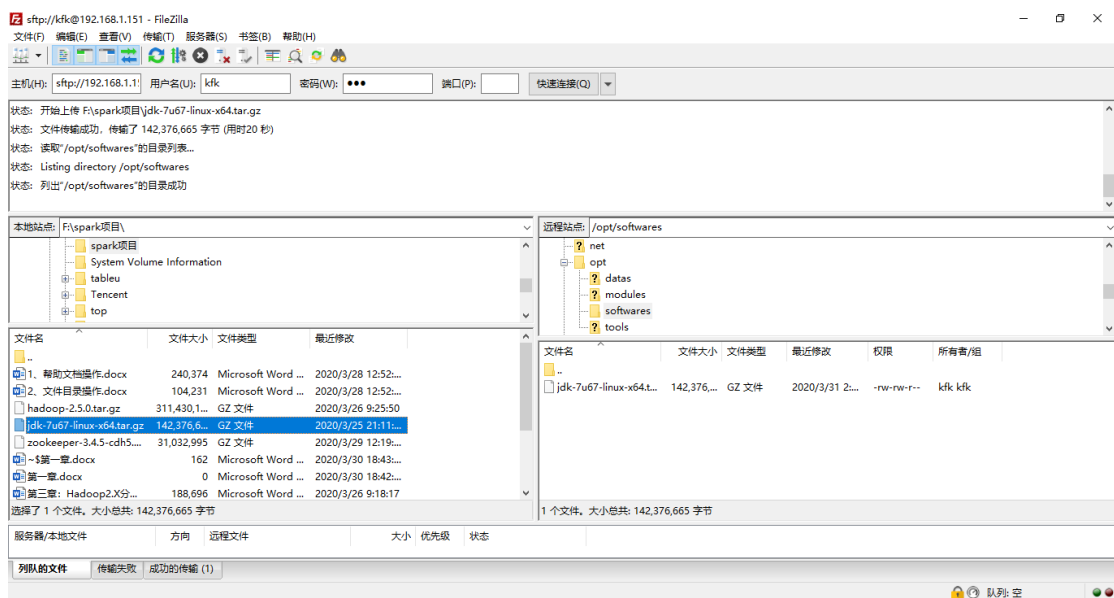 sftp://kfk@192.168.1.151 - FileZilla
文件(F) 编辑(E) 查看(V) 传输(T) 服务器(S) 书签(B) 帮助(H)
主机(H): sftp://192.168.1.1! 用户名(U): kfk 密码(W): ●●● 端口(P): 快速连接(Q)
状态: 开始上传 F:\spark项目\jdk-7u67-linux-x64.tar.gz
状态: 文件传输成功，传输了 142,376,665 字节 (用时20 秒)
状态: 读取"/opt/softwares"的目录列表...
状态: Listing directory /opt/softwares
状态: 列出"/opt/softwares"的目录成功
本地站点: F:\spark项目\
spark项目
System Volume Information
tableu
Tencent
top
远程站点: /opt/softwares
net
opt
datas
modules
softwares
tools
文件名 文件大小 文件类型 最近修改
..
1、帮助文档操作.docx 240,374 Microsoft Word ... 2020/3/28 12:52:...
2、文件目录操作.docx 104,231 Microsoft Word ... 2020/3/28 12:52:...
hadoop-2.5.0.tar.gz 311,430,1... GZ 文件 2020/3/26 9:25:50
jdk-7u67-linux-x64.tar.gz 142,376,6... GZ 文件 2020/3/25 21:11:...
zookeeper-3.4.5-cdh5.... 31,032,995 GZ 文件 2020/3/29 12:19:...
~$第一章.docx 162 Microsoft Word ... 2020/3/30 18:43:...
第一章.docx 0 Microsoft Word ... 2020/3/30 18:42:...
第三章：Hadoop2.X分... 188,696 Microsoft Word ... 2020/3/26 9:18:17
选择了 1 个文件。大小总共: 142,376,665 字节
文件名 文件大小 文件类型 最近修改 权限 所有者/组
..
jdk-7u67-linux-x64.t... 142,376,... GZ 文件 2020/3/31 2:... -rw-rw-r-- kfk kfk
1 个文件。大小总共: 142,376,665 字节
服务器/本地文件 方向 远程文件 大小 优先级 状态
列队的文件 传输失败 成功的传输 (1)
队列: 空